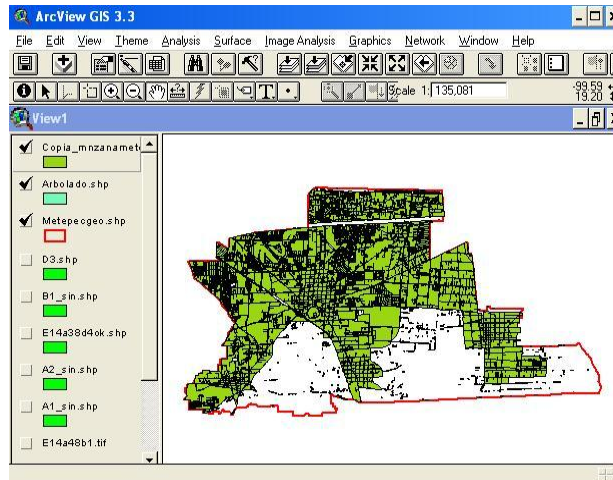 ArcView GIS 3.3
File Edit View Theme Analysis Surface Image Analysis Graphics Network Window Help
Scale 1: 135,081
-99.59
19.20
View1
Copia_mnzanamet
Arbolado.shp
Metepecgeo.shp
D3.shp
B1_sin.shp
E14a38d4ok.shp
A2_sin.shp
A1_sin.shp
E14a48b1.tif